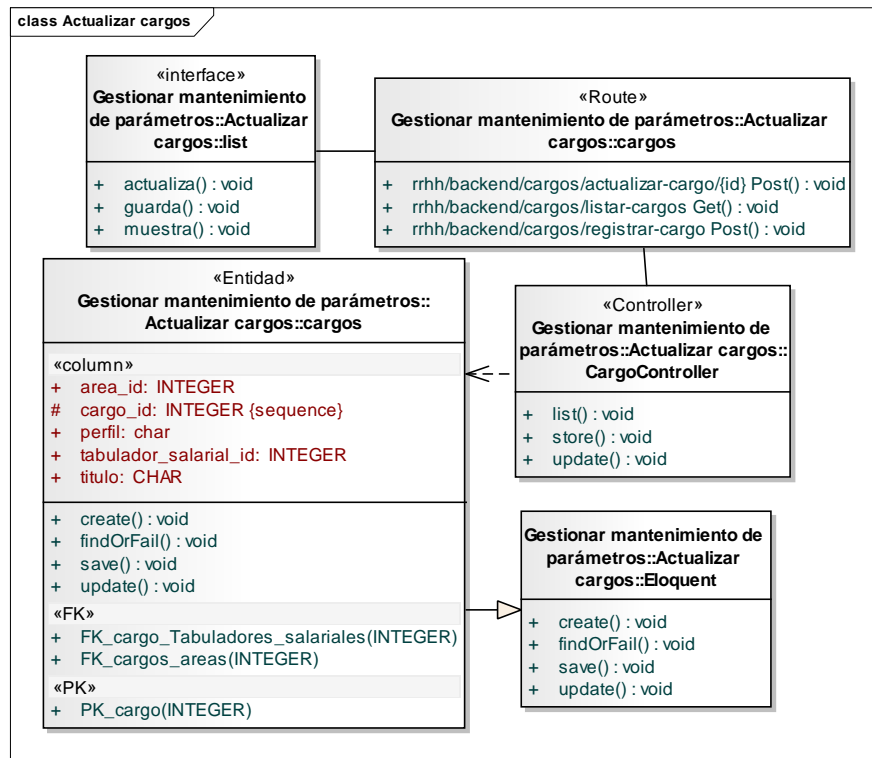 class Actualizar cargos
«interface»
Gestionar mantenimiento
de parámetros::Actualizar
cargos::list
+ actualiza() : void
+ guarda() : void
+ muestra() : void
«Route»
Gestionar mantenimiento de parámetros::Actualizar
cargos::cargos
+ rrhh/backend/cargos/actualizar-cargo/{id} Post() : void
+ rrhh/backend/cargos/listar-cargos Get() : void
+ rrhh/backend/cargos/registrar-cargo Post() : void
«Entidad»
Gestionar mantenimiento de parámetros::
Actualizar cargos::cargos
«column»
+ area_id: INTEGER
# cargo_id: INTEGER {sequence}
+ perfil: char
+ tabulador_salarial_id: INTEGER
+ titulo: CHAR
+ create() : void
+ findOrFail() : void
+ save() : void
+ update() : void
«FK»
+ FK_cargo_Tabuladores_salariales(INTEGER)
+ FK_cargos_areas(INTEGER)
«PK»
+ PK_cargo(INTEGER)
«Controller»
Gestionar mantenimiento de
parámetros::Actualizar cargos::
CargoController
+ list() : void
+ store() : void
+ update() : void
Gestionar mantenimiento de
parámetros::Actualizar
cargos::Eloquent
+ create() : void
+ findOrFail() : void
+ save() : void
+ update() : void